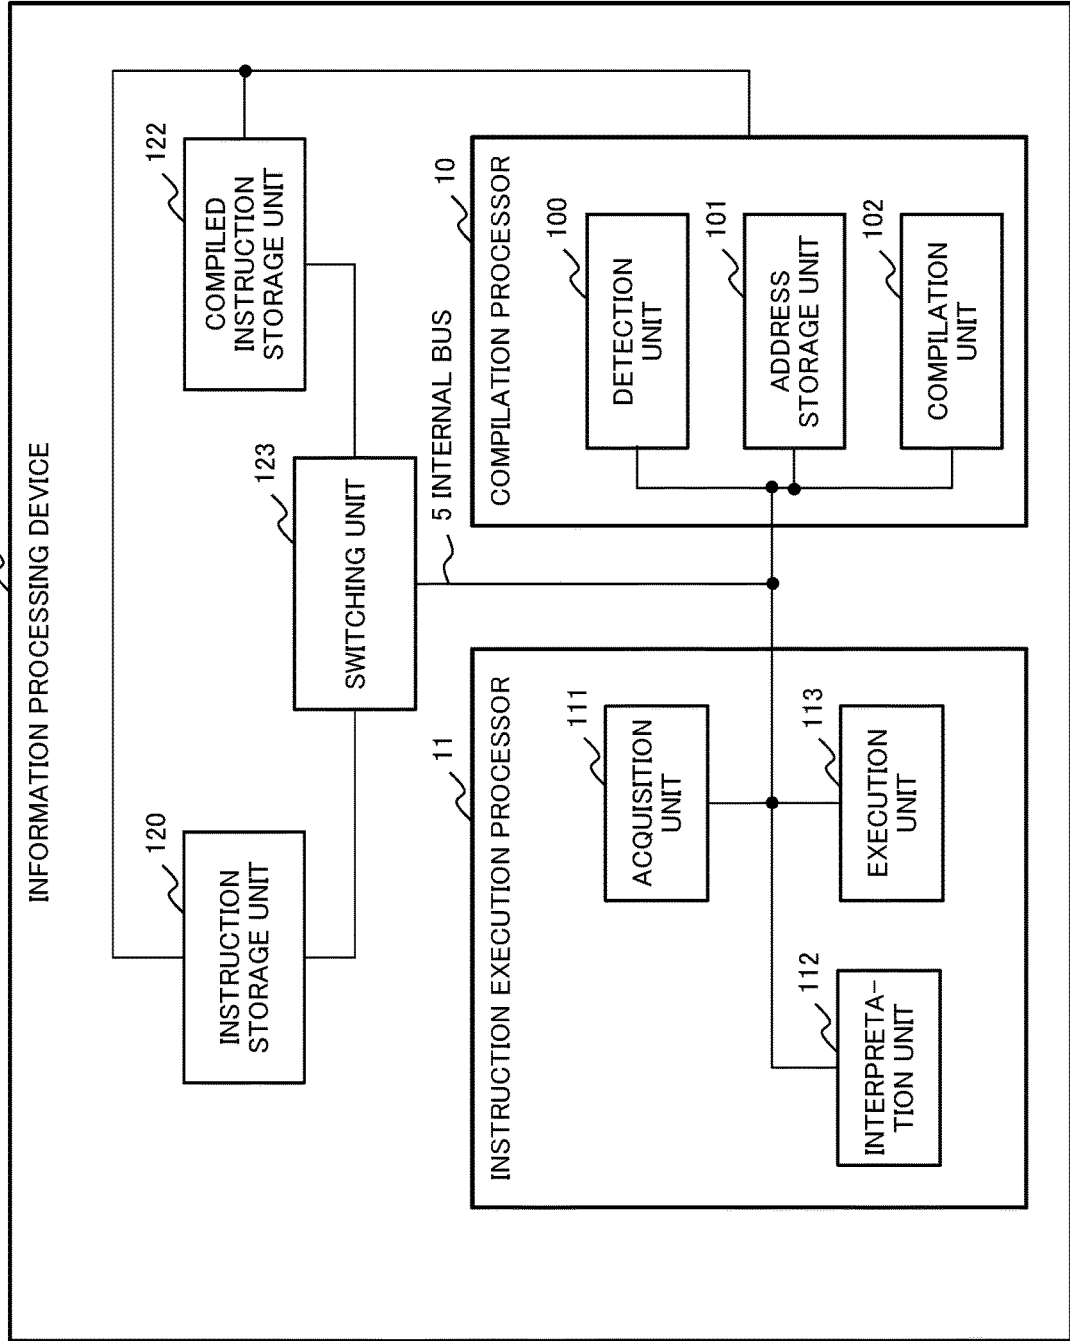 INFORMATION PROCESSING DEVICE
120
INSTRUCTION
STORAGE UNIT
122
COMPILED
INSTRUCTION
STORAGE UNIT
123
SWITCHING UNIT
5 INTERNAL BUS
11
INSTRUCTION EXECUTION PROCESSOR
111
ACQUISITION
UNIT
112
INTERPRETA-
TION UNIT
113
EXECUTION
UNIT
10
COMPILATION PROCESSOR
100
DETECTION
UNIT
101
ADDRESS
STORAGE UNIT
102
COMPILATION
UNIT